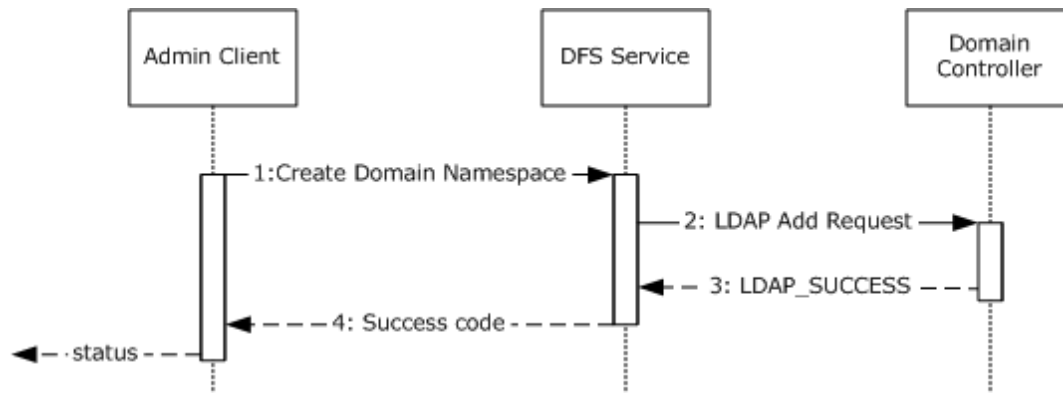 Admin Client
DFS Service
Domain
Controller
1:Create Domain Namespace
2: LDAP Add Request
3: LDAP_SUCCESS
4: Success code
status